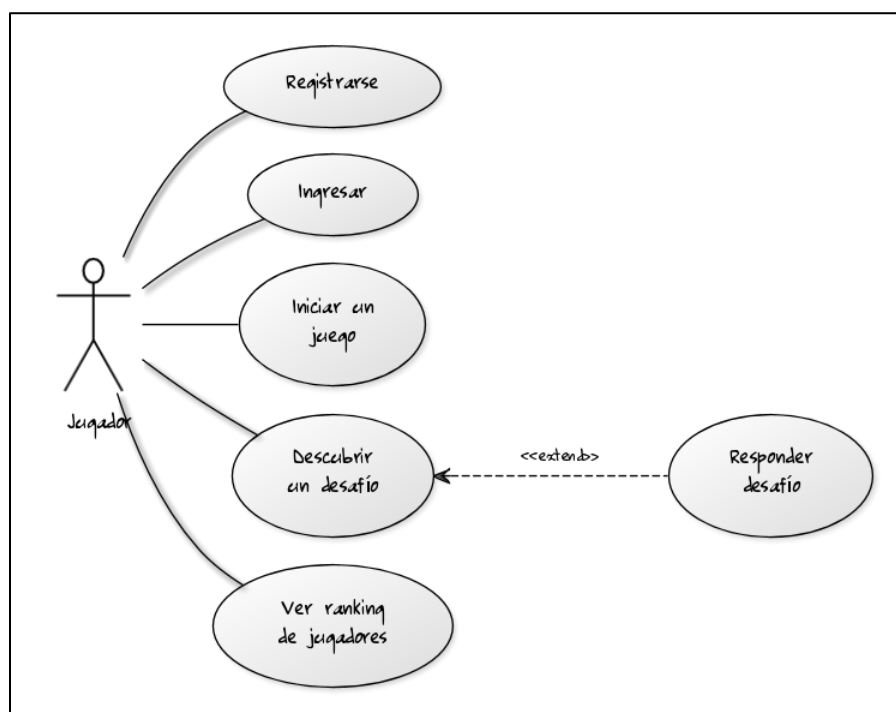 Registrarse
Ingresar
Iniciar un
juego
Jugador
Descubrir
un desafío
<<extend>>
Responder
desafío
Ver ranking
de jugadores